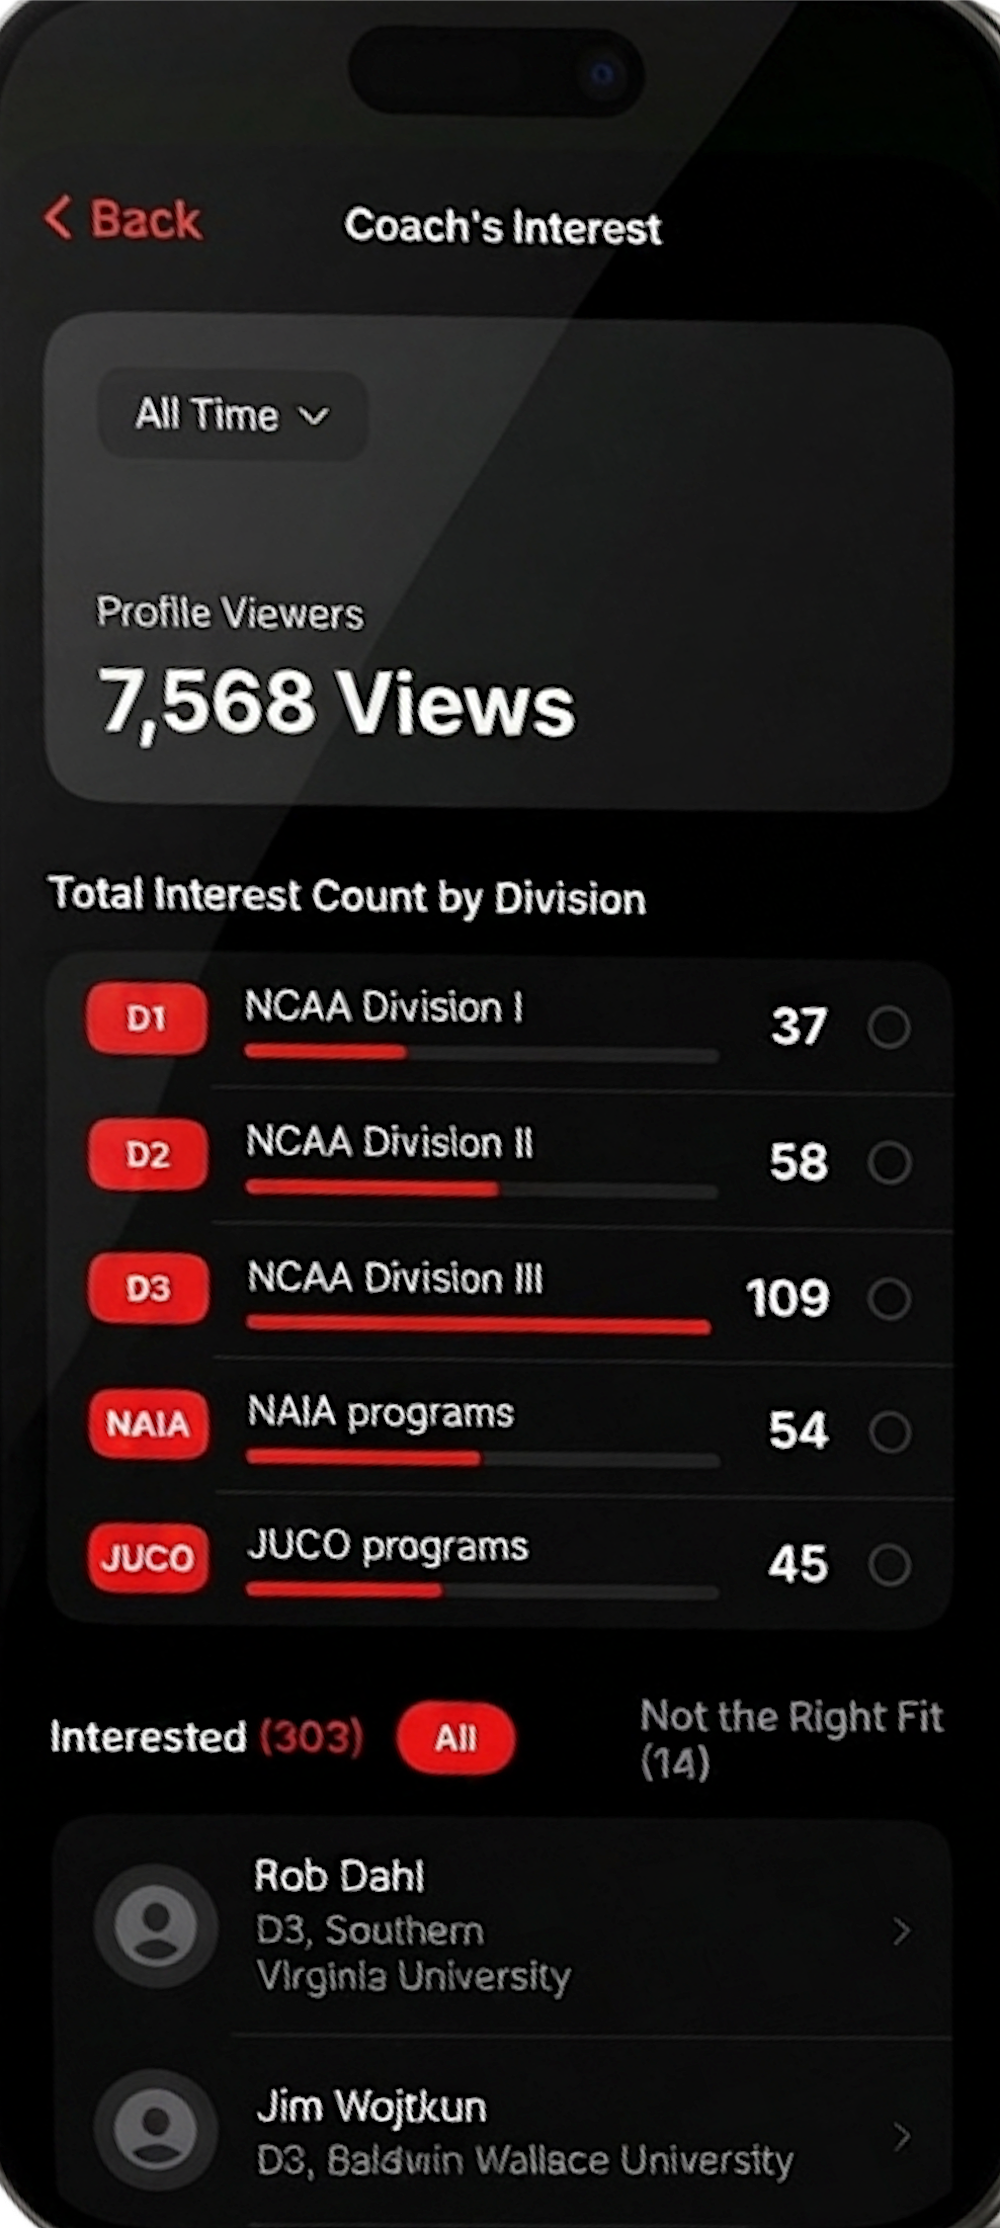 Back
Coach's Interest
All Time
Profile Viewers
7,568 Views
Total Interest Count by Division
D1 NCAA Division I 37
D2 NCAA Division II 58
D3 NCAA Division III 109
NAIA NAIA programs 54
JUCO JUCO programs 45
Interested (303) All Not the Right Fit
(14)
Rob Dahl
D3, Southern
Virginia University
Jim Wojtkun
D3, Baldwin Wallace University